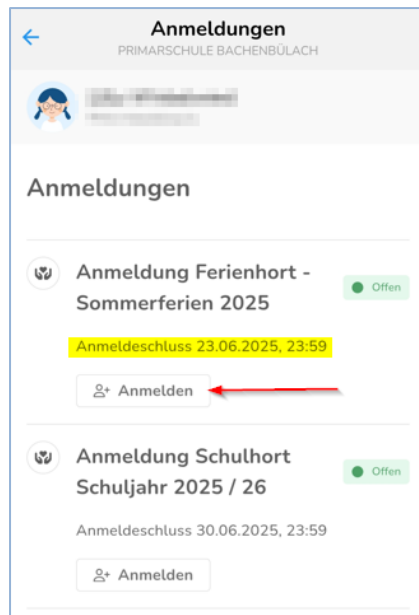 Anmeldungen
PRIMARSCHULE BACHENBÜLACH
Anmeldungen
Anmeldung Ferienhort -
Sommerferien 2025
Offen
Anmeldeschluss 23.06.2025, 23:59
Anmelden
Anmeldung Schulhort
Schuljahr 2025 / 26
Offen
Anmeldeschluss 30.06.2025, 23:59
Anmelden